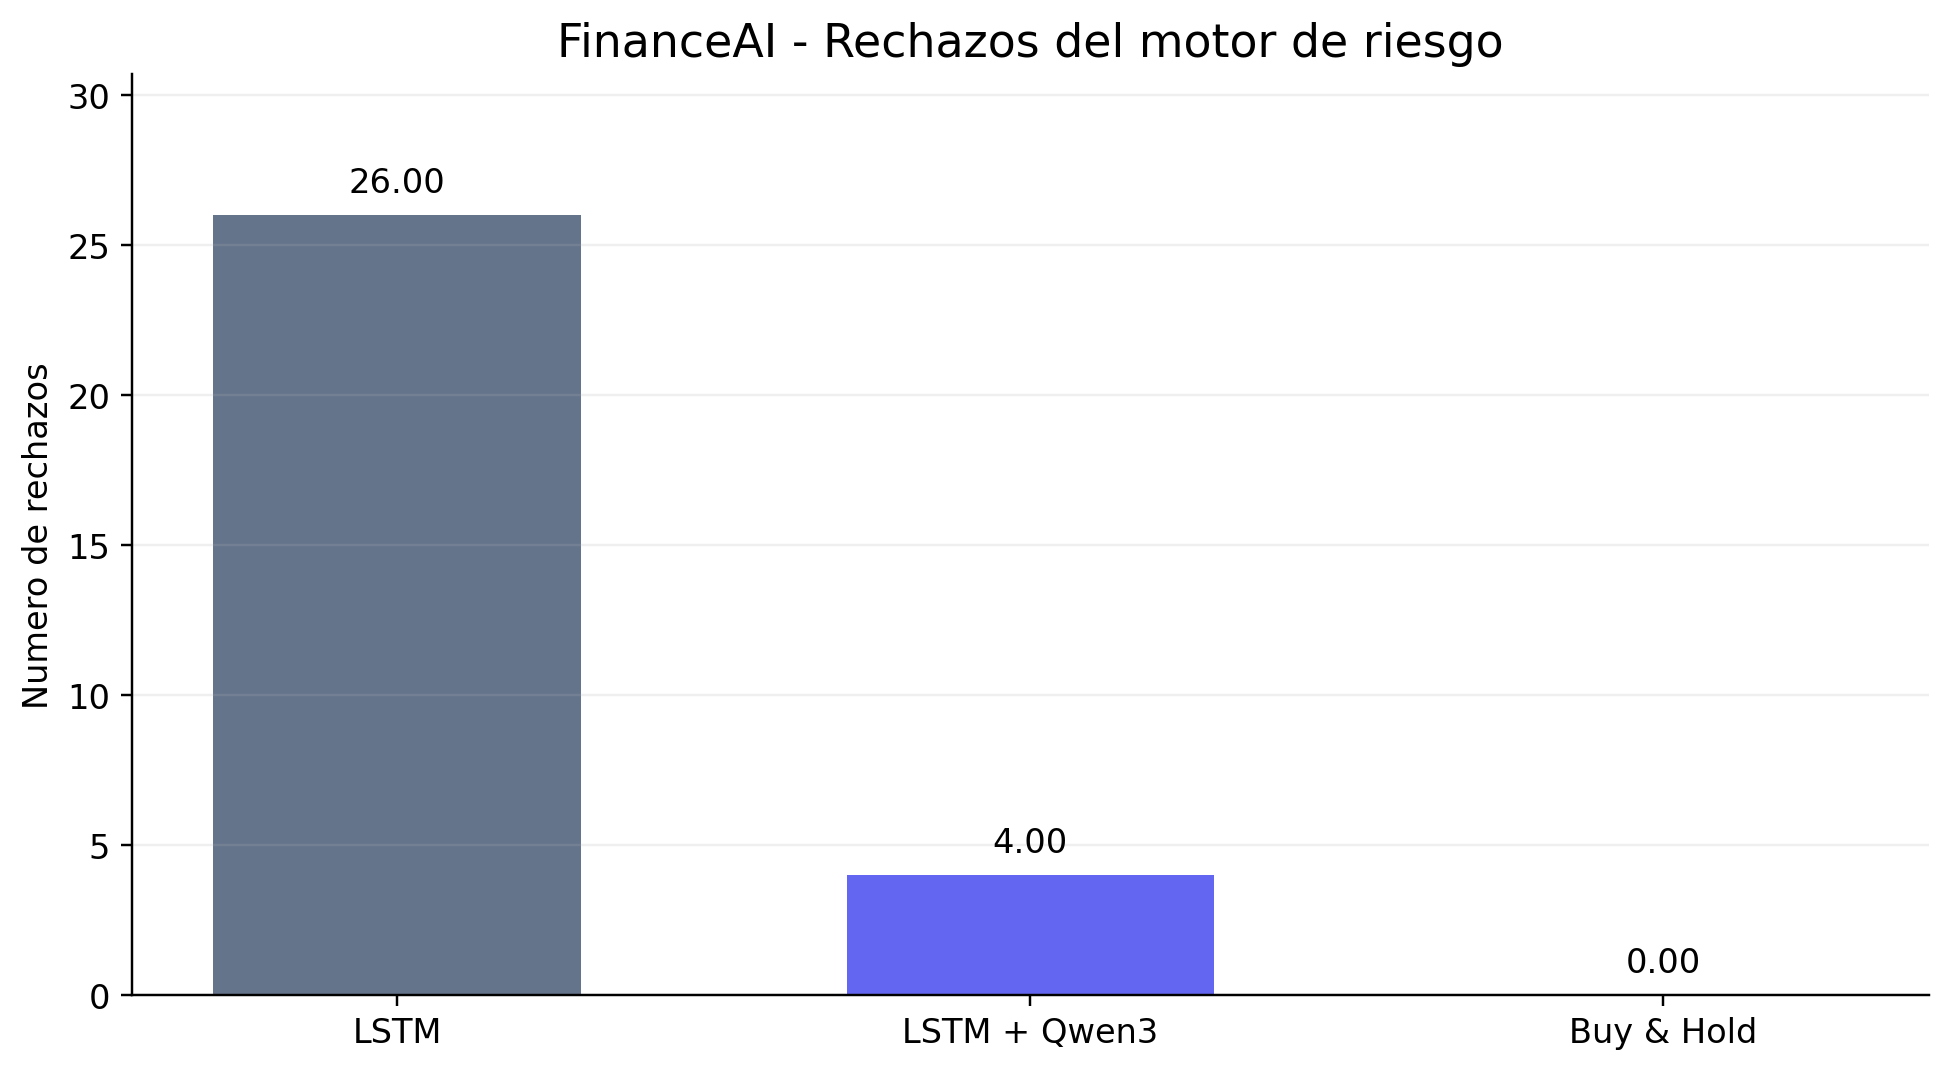 FinanceAI - Rechazos del motor de riesgo
Numero de rechazos
30
25
20
15
10
5
0
26.00
4.00
0.00
LSTM
LSTM + Qwen3
Buy & Hold